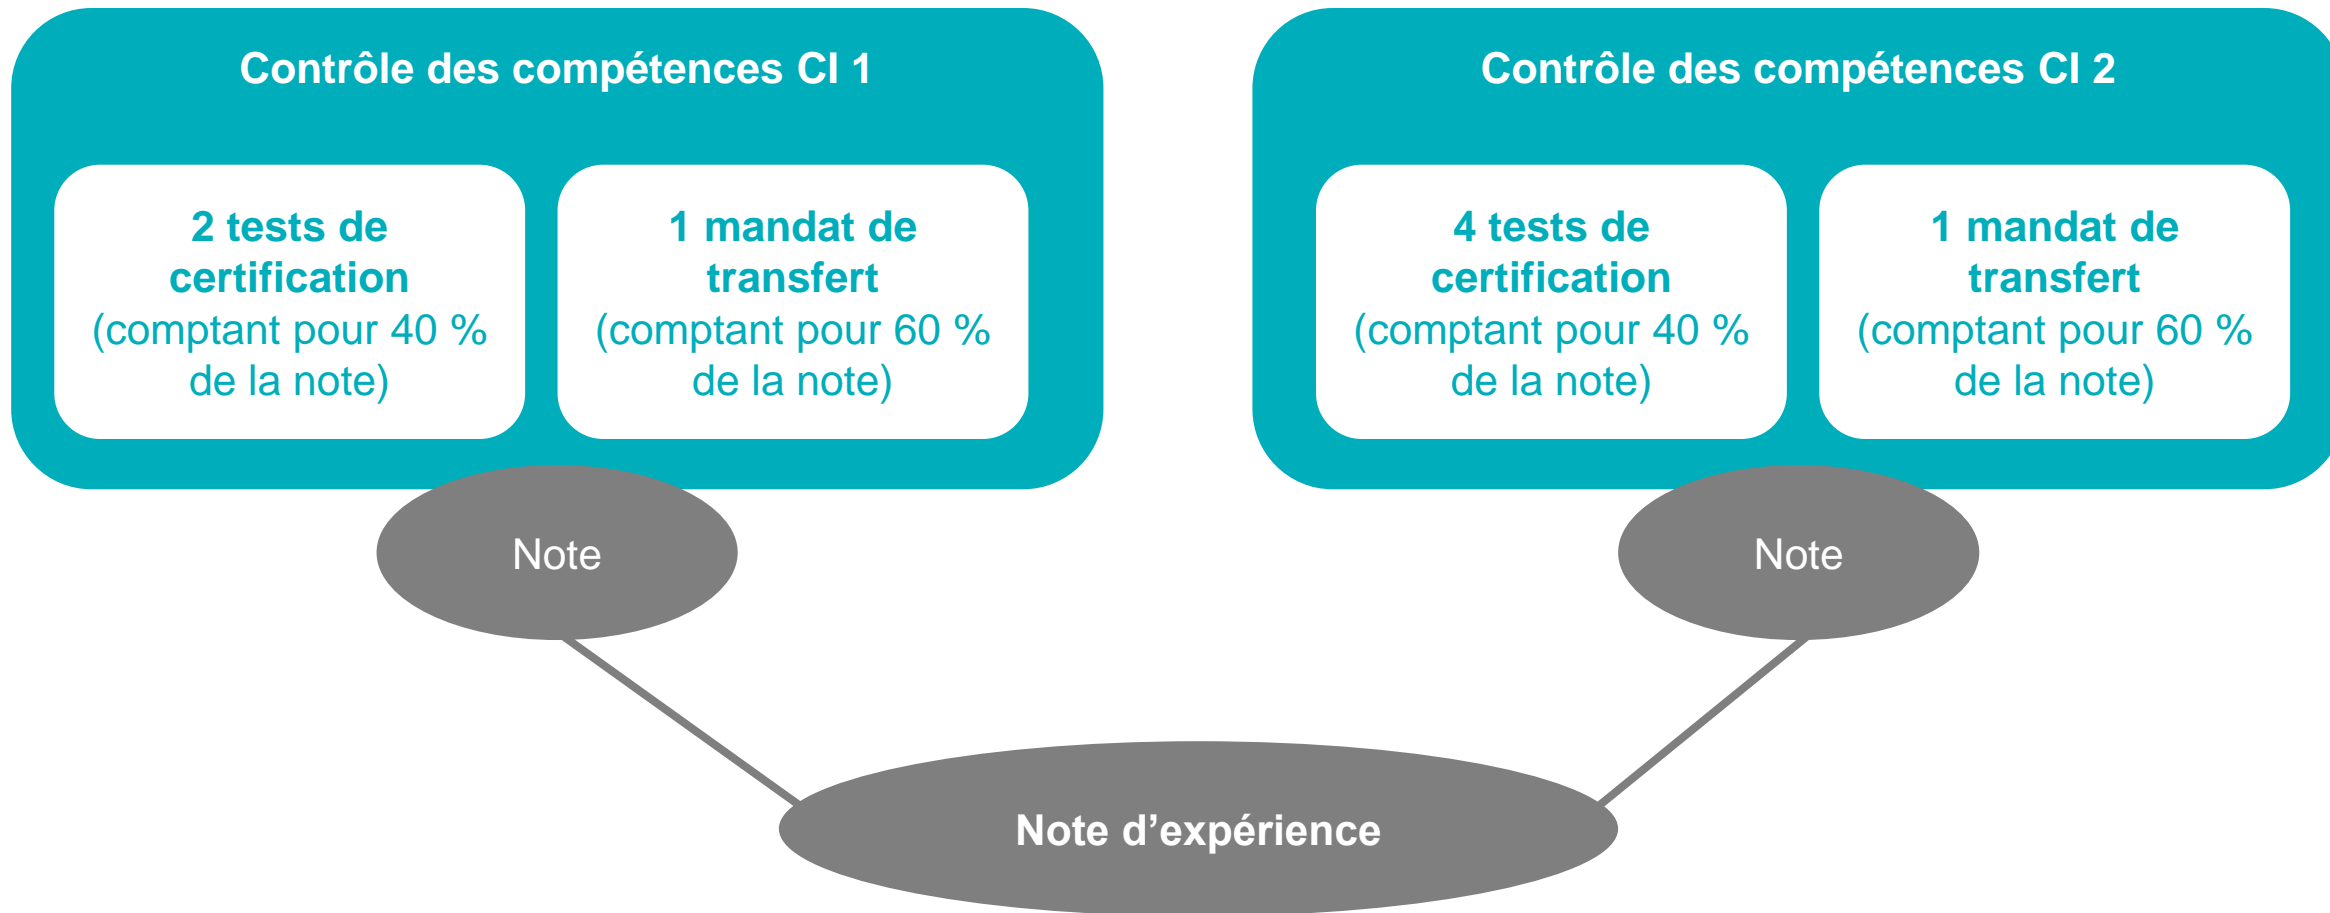 Contrôle des compétences CI 1
2 tests de
certification
(comptant pour 40 %
de la note)
1 mandat de
transfert
(comptant pour 60 %
de la note)
Note
Contrôle des compétences CI 2
4 tests de
certification
(comptant pour 40 %
de la note)
1 mandat de
transfert
(comptant pour 60 %
de la note)
Note
Note d’expérience